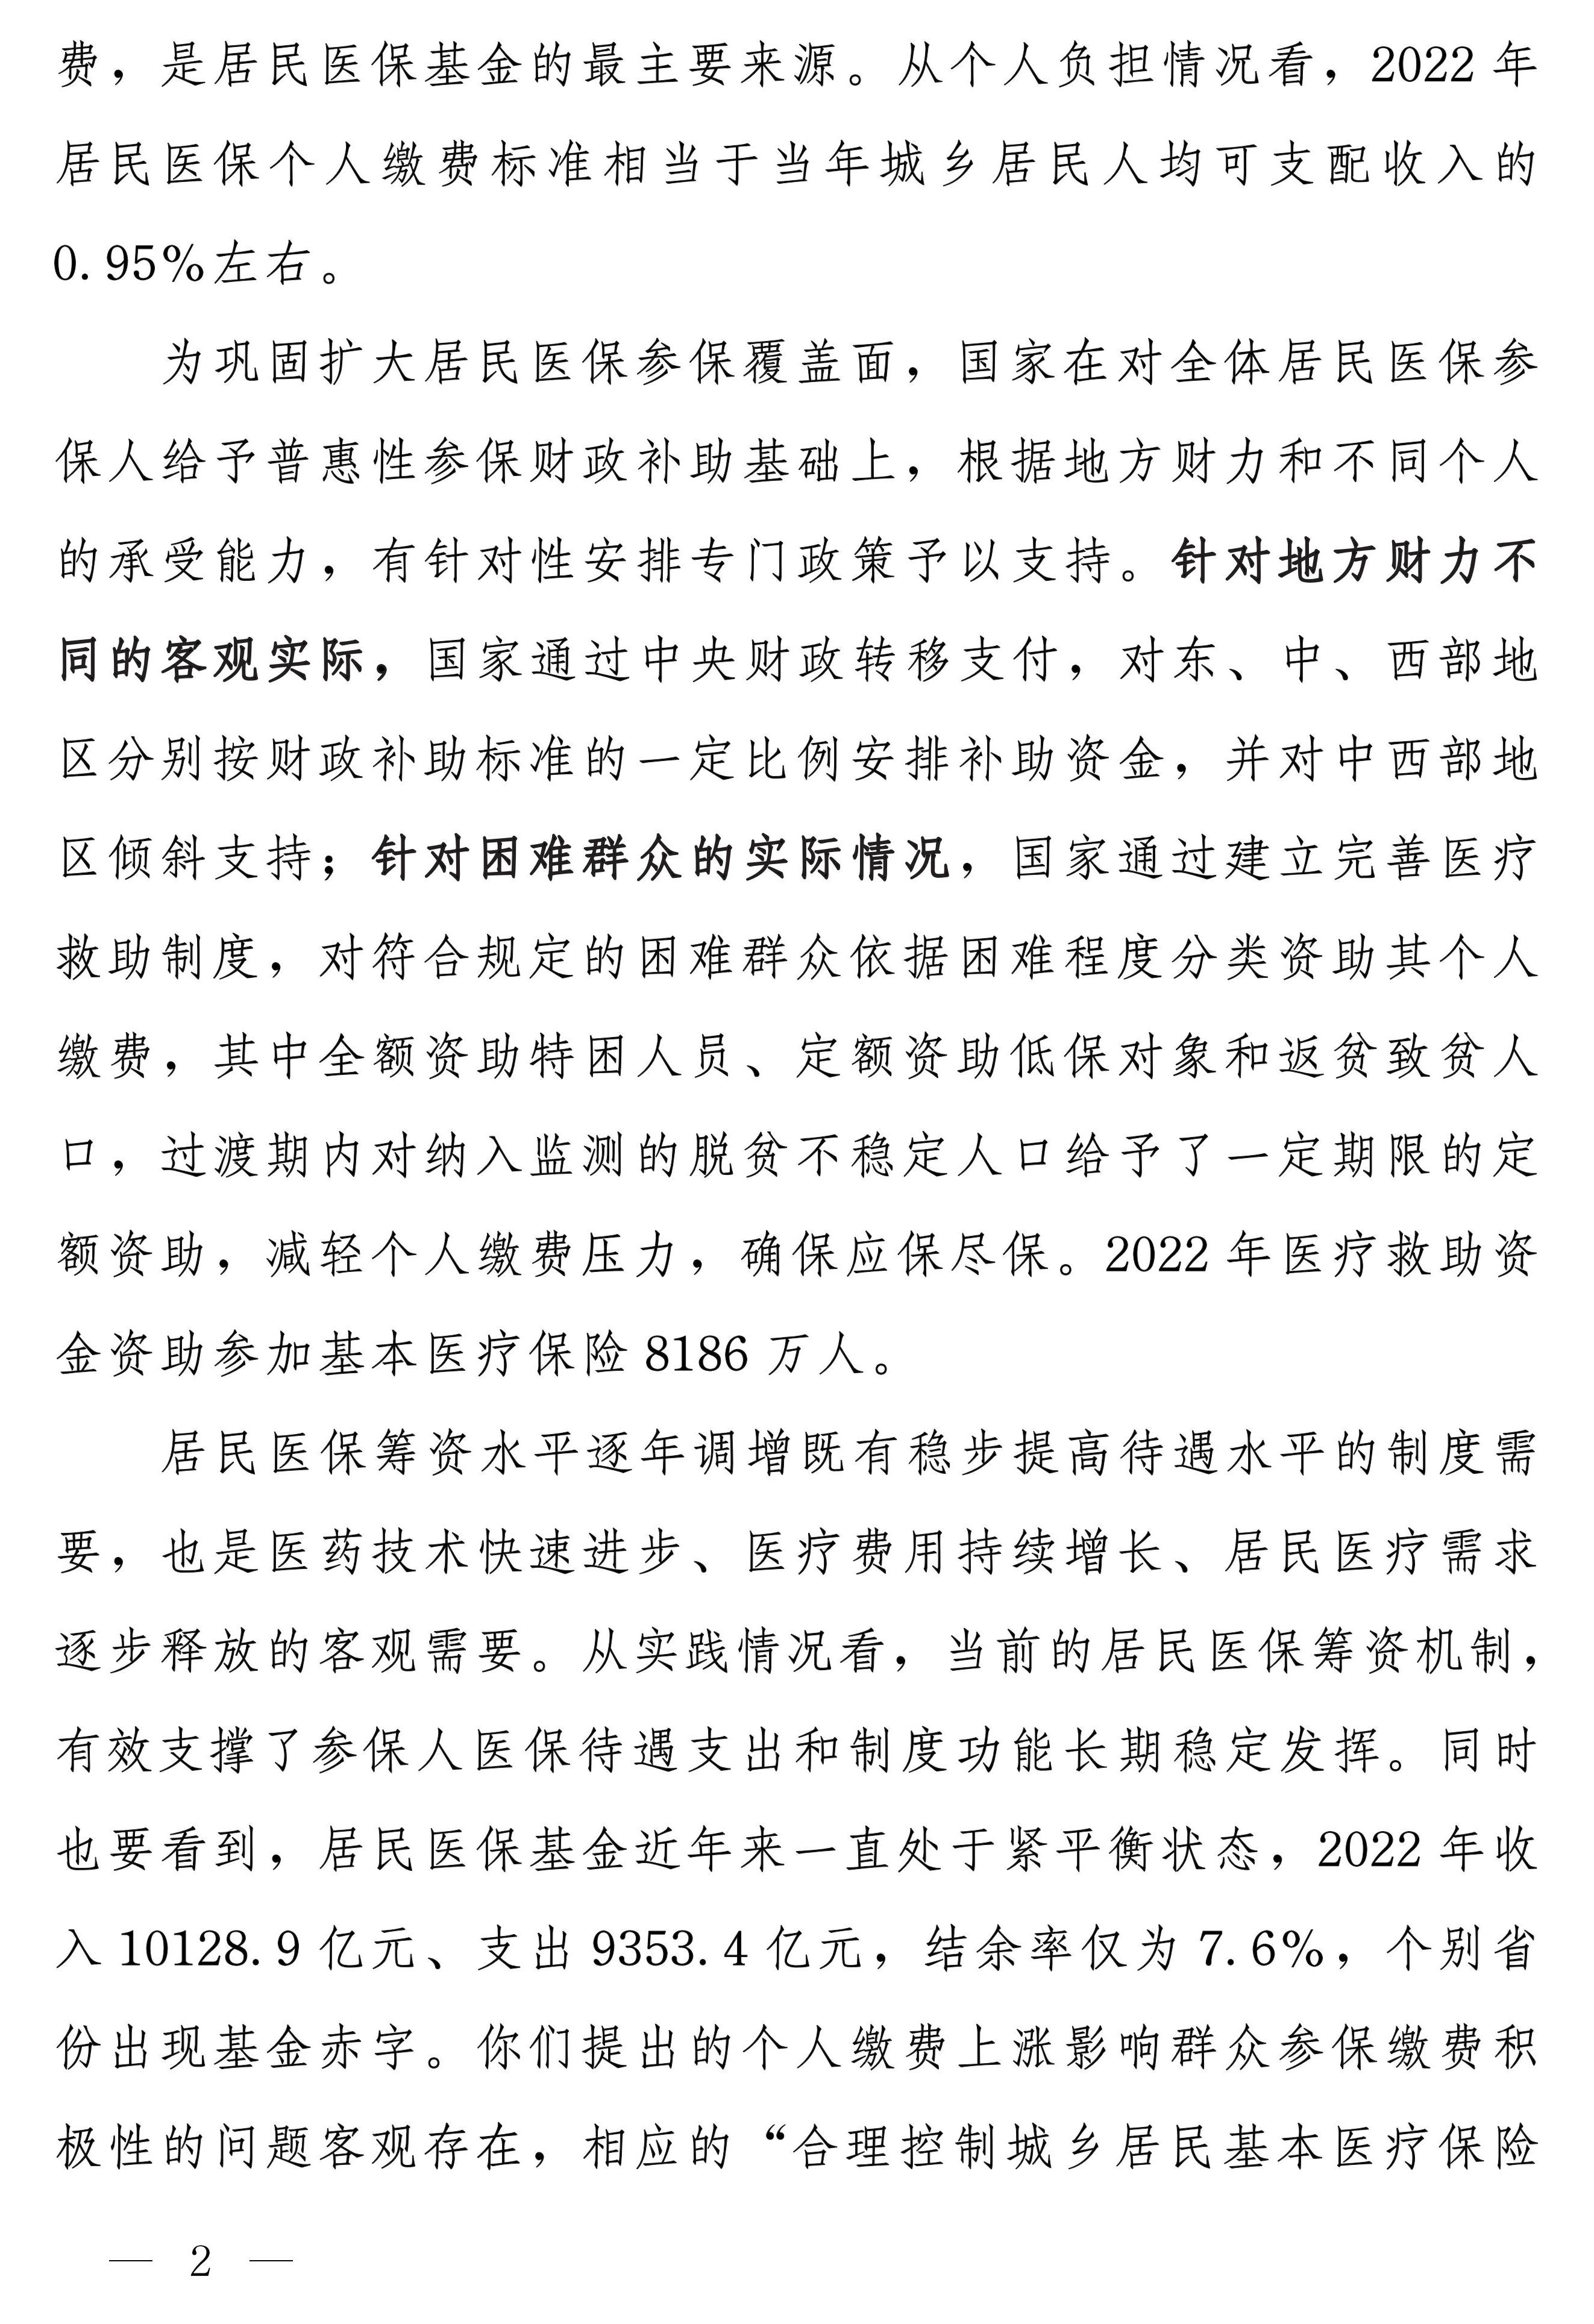 费，是居民医保基金的最主要来源。从个人负担情况看，2022 年
居民医保个人缴费标准相当于当年城乡居民人均可支配收入的
0.95%左右。
为巩固扩大居民医保参保覆盖面，国家在对全体居民医保参
保人给予普惠性参保财政补助基础上，根据地方财力和不同个人
的承受能力，有针对性安排专门政策予以支持。针对地方财力不
同的客观实际，国家通过中央财政转移支付，对东、中、西部地
区分别按财政补助标准的一定比例安排补助资金，并对中西部地
区倾斜支持；针对困难群众的实际情况，国家通过建立完善医疗
救助制度，对符合规定的困难群众依据困难程度分类资助其个人
缴费，其中全额资助特困人员、定额资助低保对象和返贫致贫人
口，过渡期内对纳入监测的脱贫不稳定人口给予了一定期限的定
额资助，减轻个人缴费压力，确保应保尽保。2022 年医疗救助资
金资助参加基本医疗保险 8186 万人。
居民医保筹资水平逐年调增既有稳步提高待遇水平的制度需
要，也是医药技术快速进步、医疗费用持续增长、居民医疗需求
逐步释放的客观需要。从实践情况看，当前的居民医保筹资机制，
有效支撑了参保人医保待遇支出和制度功能长期稳定发挥。同时
也要看到，居民医保基金近年来一直处于紧平衡状态，2022 年收
入 10128.9 亿元、支出 9353.4 亿元，结余率仅为 7.6%，个别省
份出现基金赤字。你们提出的个人缴费上涨影响群众参保缴费积
极性的问题客观存在，相应的“合理控制城乡居民基本医疗保险
— 2 —